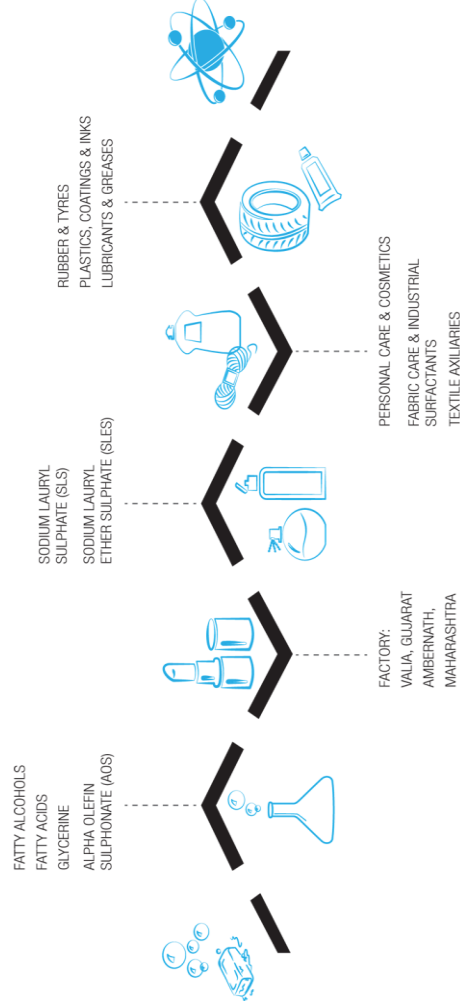 FATTY ALCOHOLS
FATTY ACIDS
GLYCERINE
ALPHA OLEFIN
SULPHONATE (AOS)
FACTORY:
VALIA, GUJARAT
AMBERNATH,
MAHARASHTRA
SODIUM LAURYL
SULPHATE (SLS)
SODIUM LAURYL
ETHER SULPHATE (SLES)
PERSONAL CARE & COSMETICS
FABRIC CARE & INDUSTRIAL
SURFACTANTS
TEXTILE AXILIARIES
RUBBER & TYRES
PLASTICS, COATINGS & INKS
LUBRICANTS & GREASES